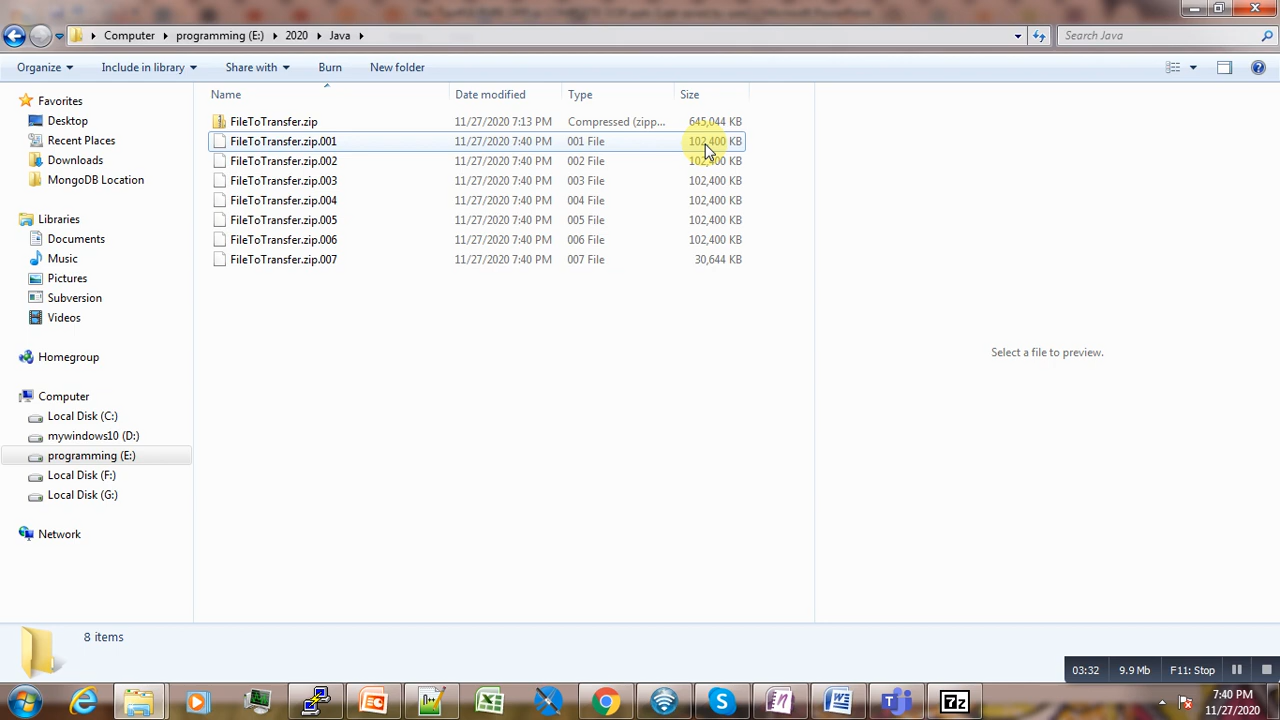 Computer programming (E:) 2020 Java Search Java
Organize Include in library Share with Burn New folder
Favorites
Desktop
Recent Places
Downloads
MongoDB Location
Libraries
Documents
Music
Pictures
Subversion
Videos
Homegroup
Computer
Local Disk (C:)
mywindows10 (D:)
programming (E:)
Local Disk (F:)
Local Disk (G:)
Network
Name Date modified Type Size
FileToTransfer.zip 11/27/2020 7:13 PM Compressed (zipp... 645,044 KB
FileToTransfer.zip.001 11/27/2020 7:40 PM 001 File 102,400 KB
FileToTransfer.zip.002 11/27/2020 7:40 PM 002 File 102,400 KB
FileToTransfer.zip.003 11/27/2020 7:40 PM 003 File 102,400 KB
FileToTransfer.zip.004 11/27/2020 7:40 PM 004 File 102,400 KB
FileToTransfer.zip.005 11/27/2020 7:40 PM 005 File 102,400 KB
FileToTransfer.zip.006 11/27/2020 7:40 PM 006 File 102,400 KB
FileToTransfer.zip.007 11/27/2020 7:40 PM 007 File 30,644 KB
Select a file to preview.
8 items
03:32 9.9 Mb F11: Stop
7z
7:40 PM
11/27/2020